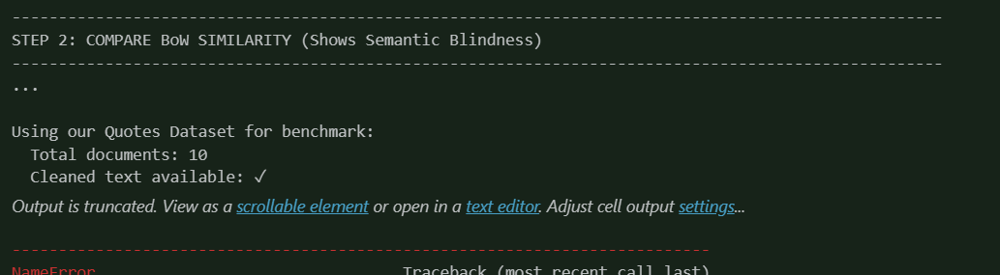 ----------------------------------------------------------------------------------------------------
STEP 2: COMPARE BoW SIMILARITY (Shows Semantic Blindness)
----------------------------------------------------------------------------------------------------
...
Using our Quotes Dataset for benchmark:
Total documents: 10
Cleaned text available: ✓
Output is truncated. View as a scrollable element or open in a text editor. Adjust cell output settings...
---------------------------------------------------------------------------
NameError                                 Traceback (most recent call last)